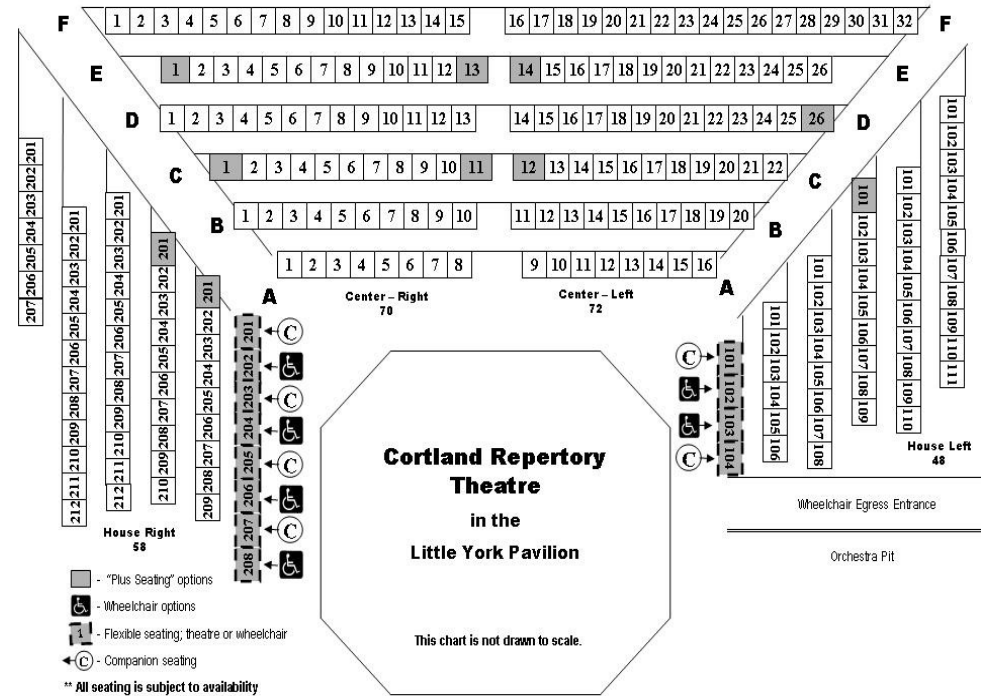 F 1 2 3 4 5 6 7 8 9 10 11 12 13 14 15 16 17 18 19 20 21 22 23 24 25 26 27 28 29 30 31 32 F
E 1 2 3 4 5 6 7 8 9 10 11 12 13 14 15 16 17 18 19 20 21 22 23 24 25 26 E
D 1 2 3 4 5 6 7 8 9 10 11 12 13 14 15 16 17 18 19 20 21 22 23 24 25 26 D
C 1 2 3 4 5 6 7 8 9 10 11 12 13 14 15 16 17 18 19 20 21 22 C
B 1 2 3 4 5 6 7 8 9 10 11 12 13 14 15 16 17 18 19 20 B
A 1 2 3 4 5 6 7 8 9 10 11 12 13 14 15 16 A
Center – Right
70
Center – Left
72
201 202 203 204 205 206 207
201 202 203 204 205 206 207 208 209 210 211 212
201 202 203 204 205 206 207 208 209 210 211 212
201 202 203 204 205 206 207 208 209 210
201 202 203 204 205 206 207 208 209
201 202 203 204 205 206 207 208
C
C
C
C
House Right
58
C
C
101 102 103 104
101 102 103 104 105 106
101 102 103 104 105 106 107 108
101 102 103 104 105 106 107 108 109
101 102 103 104 105 106 107 108 109 110
101 102 103 104 105 106 107 108 109 110 111
House Left
48
Cortland Repertory
Theatre
in the
Little York Pavilion
This chart is not drawn to scale.
Wheelchair Egress Entrance
Orchestra Pit
- "Plus Seating" options
- Wheelchair options
1 - Flexible seating; theatre or wheelchair
C - Companion seating
** All seating is subject to availability